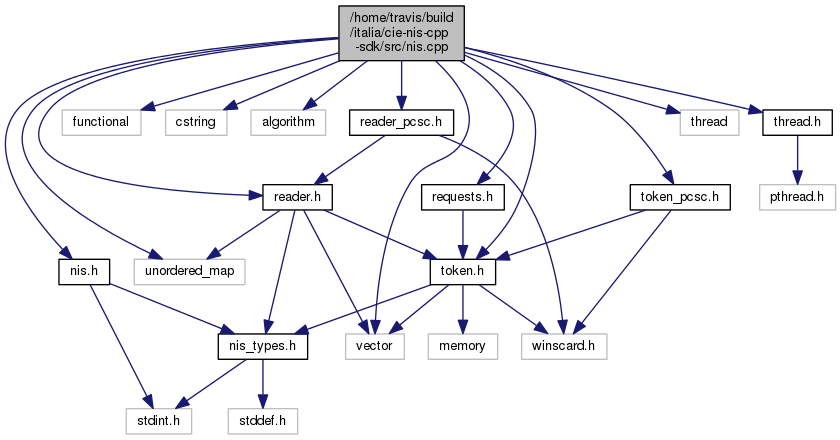 /home/travis/build
/italia/cie-nis-cpp
-sdk/src/nis.cpp
functional
cstring
algorithm
reader_pcsc.h
thread
thread.h
reader.h
requests.h
token_pcsc.h
pthread.h
nis.h
unordered_map
token.h
nis_types.h
vector
memory
winscard.h
stdint.h
stddef.h